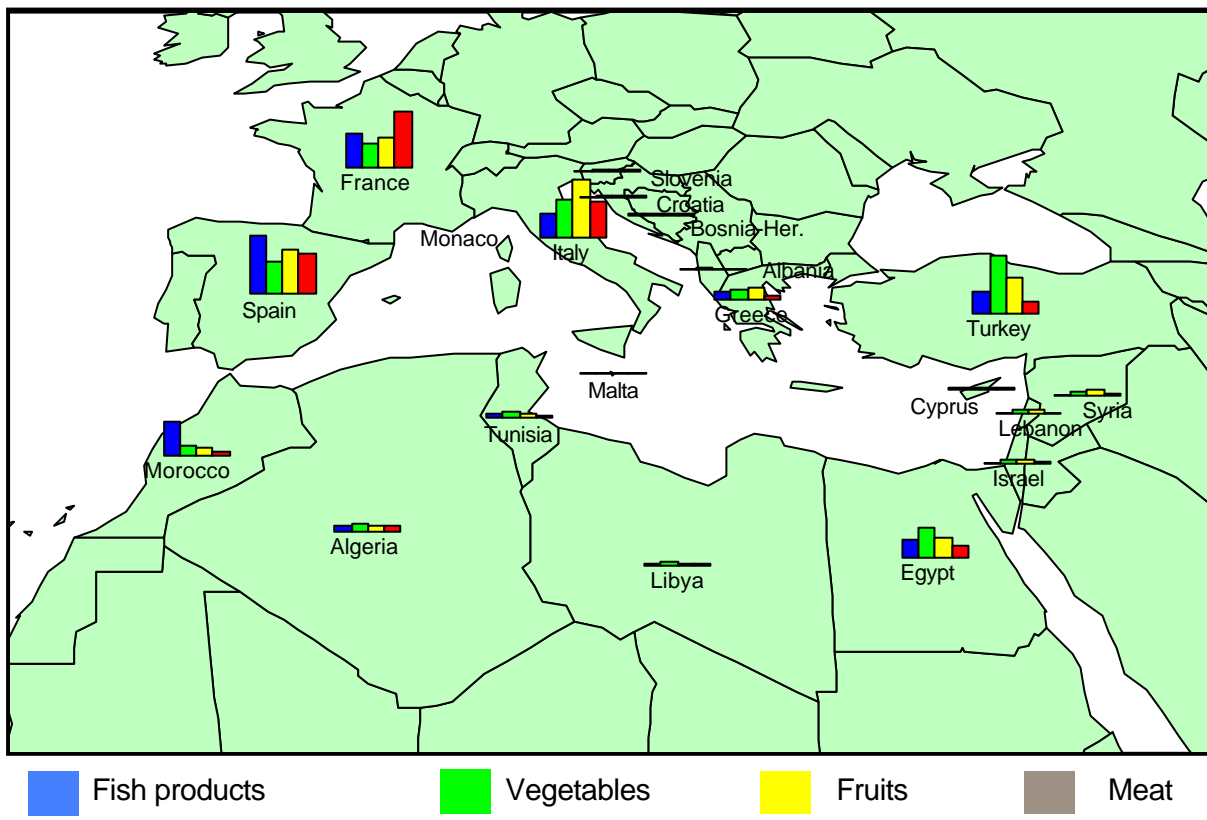 France
Slovenia
Croatia
Bosnia-Her.
Monaco
Italy
Albania
Spain
Greece
Turkey
Malta
Cyprus
Syria
Lebanon
Tunisia
Morocco
Israel
Algeria
Libya
Egypt
Fish products
Vegetables
Fruits
Meat